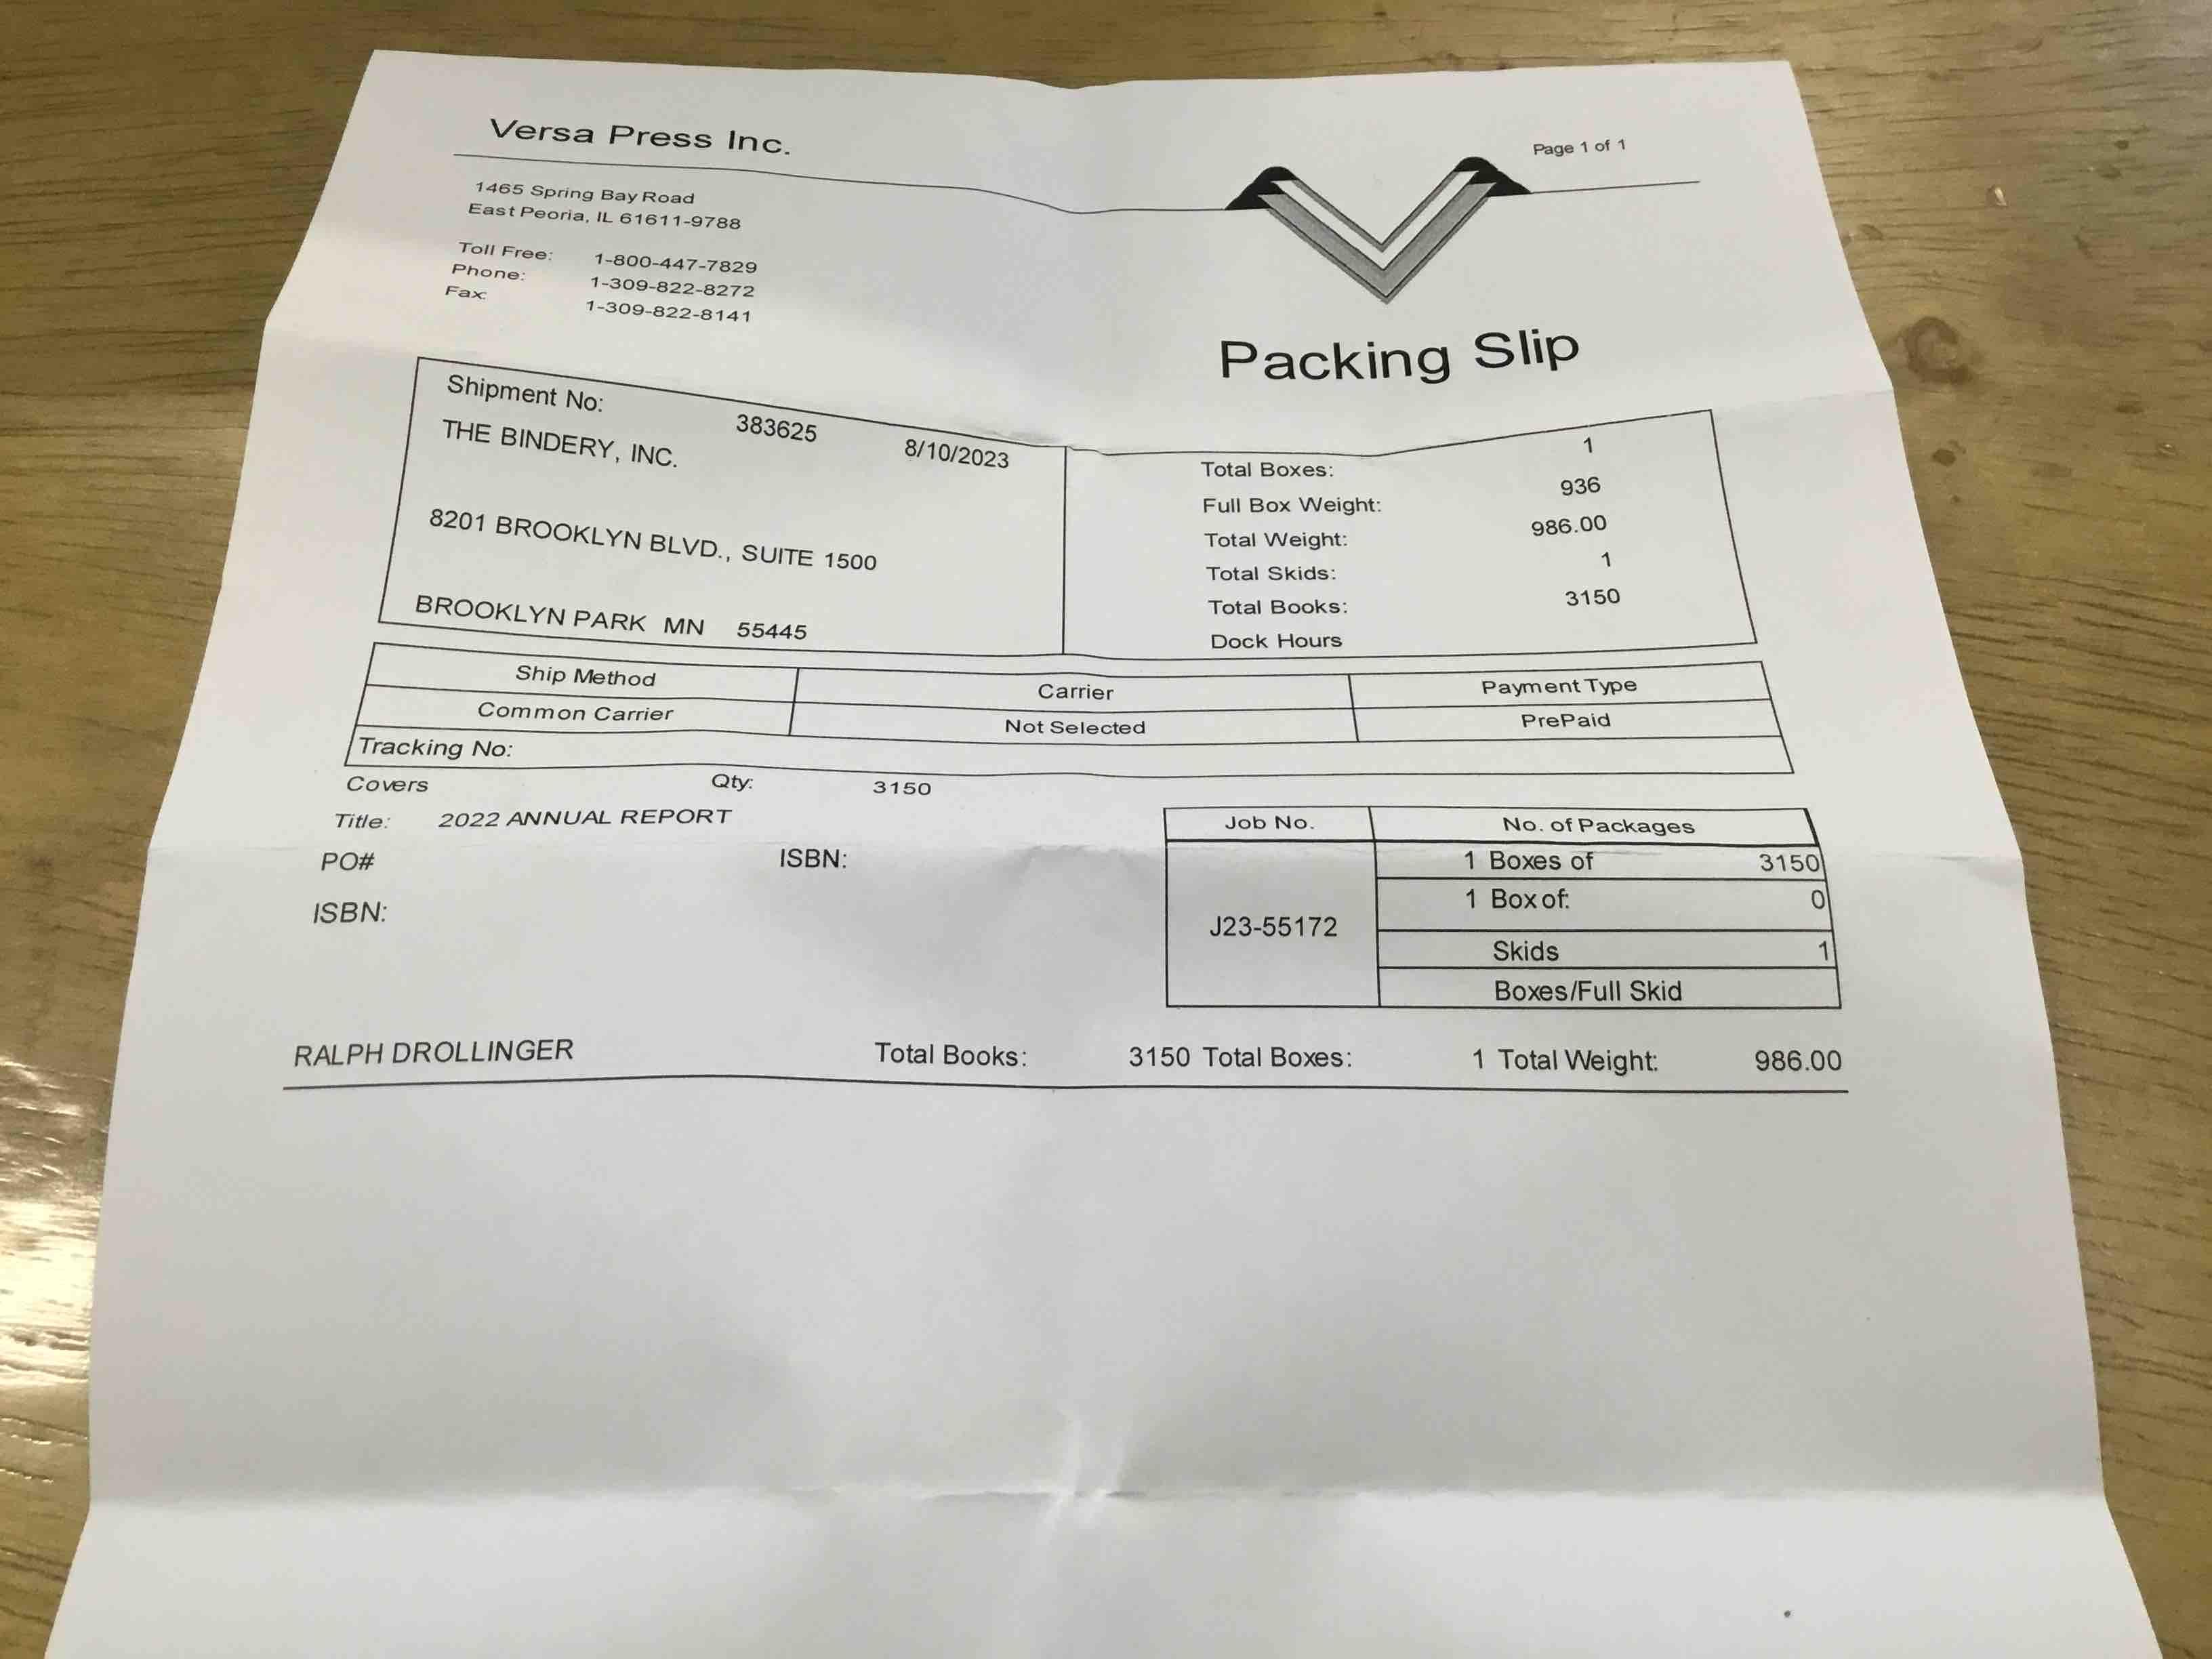 Versa Press Inc.
Page 1 of 1
1465 Spring Bay Road
East Peoria, IL 61611-9788
Toll Free: 1-800-447-7829
Phone: 1-309-822-8272
Fax: 1-309-822-8141
Packing Slip
Shipment No: 383625 8/10/2023
THE BINDERY, INC.
8201 BROOKLYN BLVD., SUITE 1500
BROOKLYN PARK MN 55445
Total Boxes: 1
Full Box Weight: 936
Total Weight: 986.00
Total Skids: 1
Total Books: 3150
Dock Hours
Ship Method Carrier Payment Type
Common Carrier Not Selected PrePaid
Tracking No:
Covers Qty: 3150
Title: 2022 ANNUAL REPORT
PO# ISBN:
ISBN:
Job No. No. of Packages
1 Boxes of 3150
1 Box of: 0
J23-55172
Skids 1
Boxes/Full Skid
RALPH DROLLINGER Total Books: 3150 Total Boxes: 1 Total Weight: 986.00